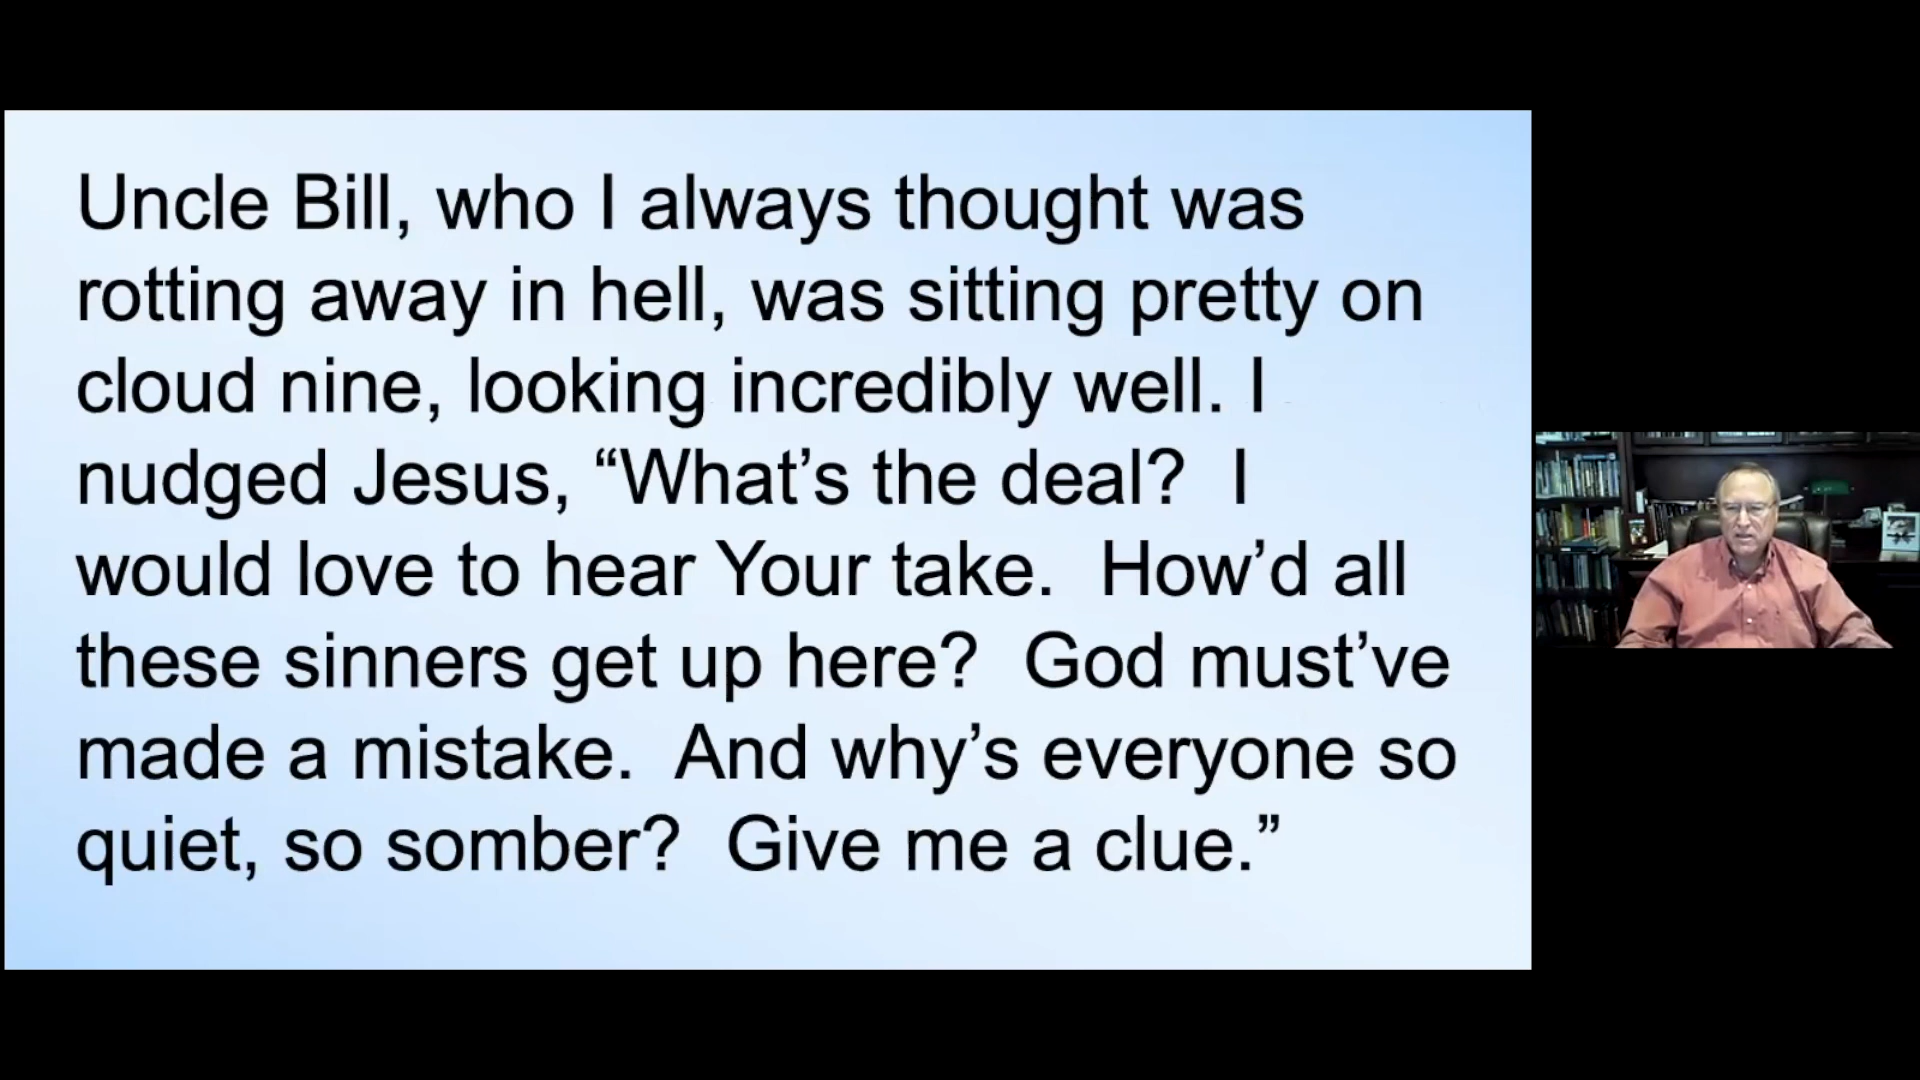 Uncle Bill, who I always thought was
rotting away in hell, was sitting pretty on
cloud nine, looking incredibly well. I
nudged Jesus, “What’s the deal?  I
would love to hear Your take.  How’d all
these sinners get up here?  God must’ve
made a mistake.  And why’s everyone so
quiet, so somber?  Give me a clue.”